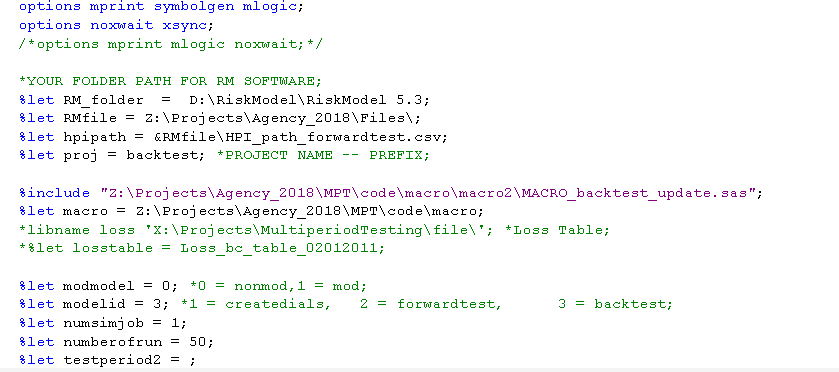 options mprint symbolgen mlogic;
options noxwait xsync;
/*options mprint mlogic noxwait;*/
*YOUR FOLDER PATH FOR RM SOFTWARE;
%let RM_folder  =  D:\RiskModel\RiskModel 5.3;
%let RMfile = Z:\Projects\Agency_2018\Files\;
%let hpipath = &RMfile\HPI_path_forwardtest.csv;
%let proj = backtest; *PROJECT NAME -- PREFIX;
%include "Z:\Projects\Agency_2018\MPT\code\macro\macro2\MACRO_backtest_update.sas";
%let macro = Z:\Projects\Agency_2018\MPT\code\macro;
*libname loss 'X:\Projects\MultiperiodTesting\file\'; *Loss Table;
*%let losstable = Loss_bc_table_02012011;
%let modmodel = 0; *0 = nonmod,1 = mod;
%let modelid = 3; *1 = createdials,   2 = forwardtest,      3 = backtest;
%let numsimjob = 1;
%let numberofrun = 50;
%let testperiod2 = ;